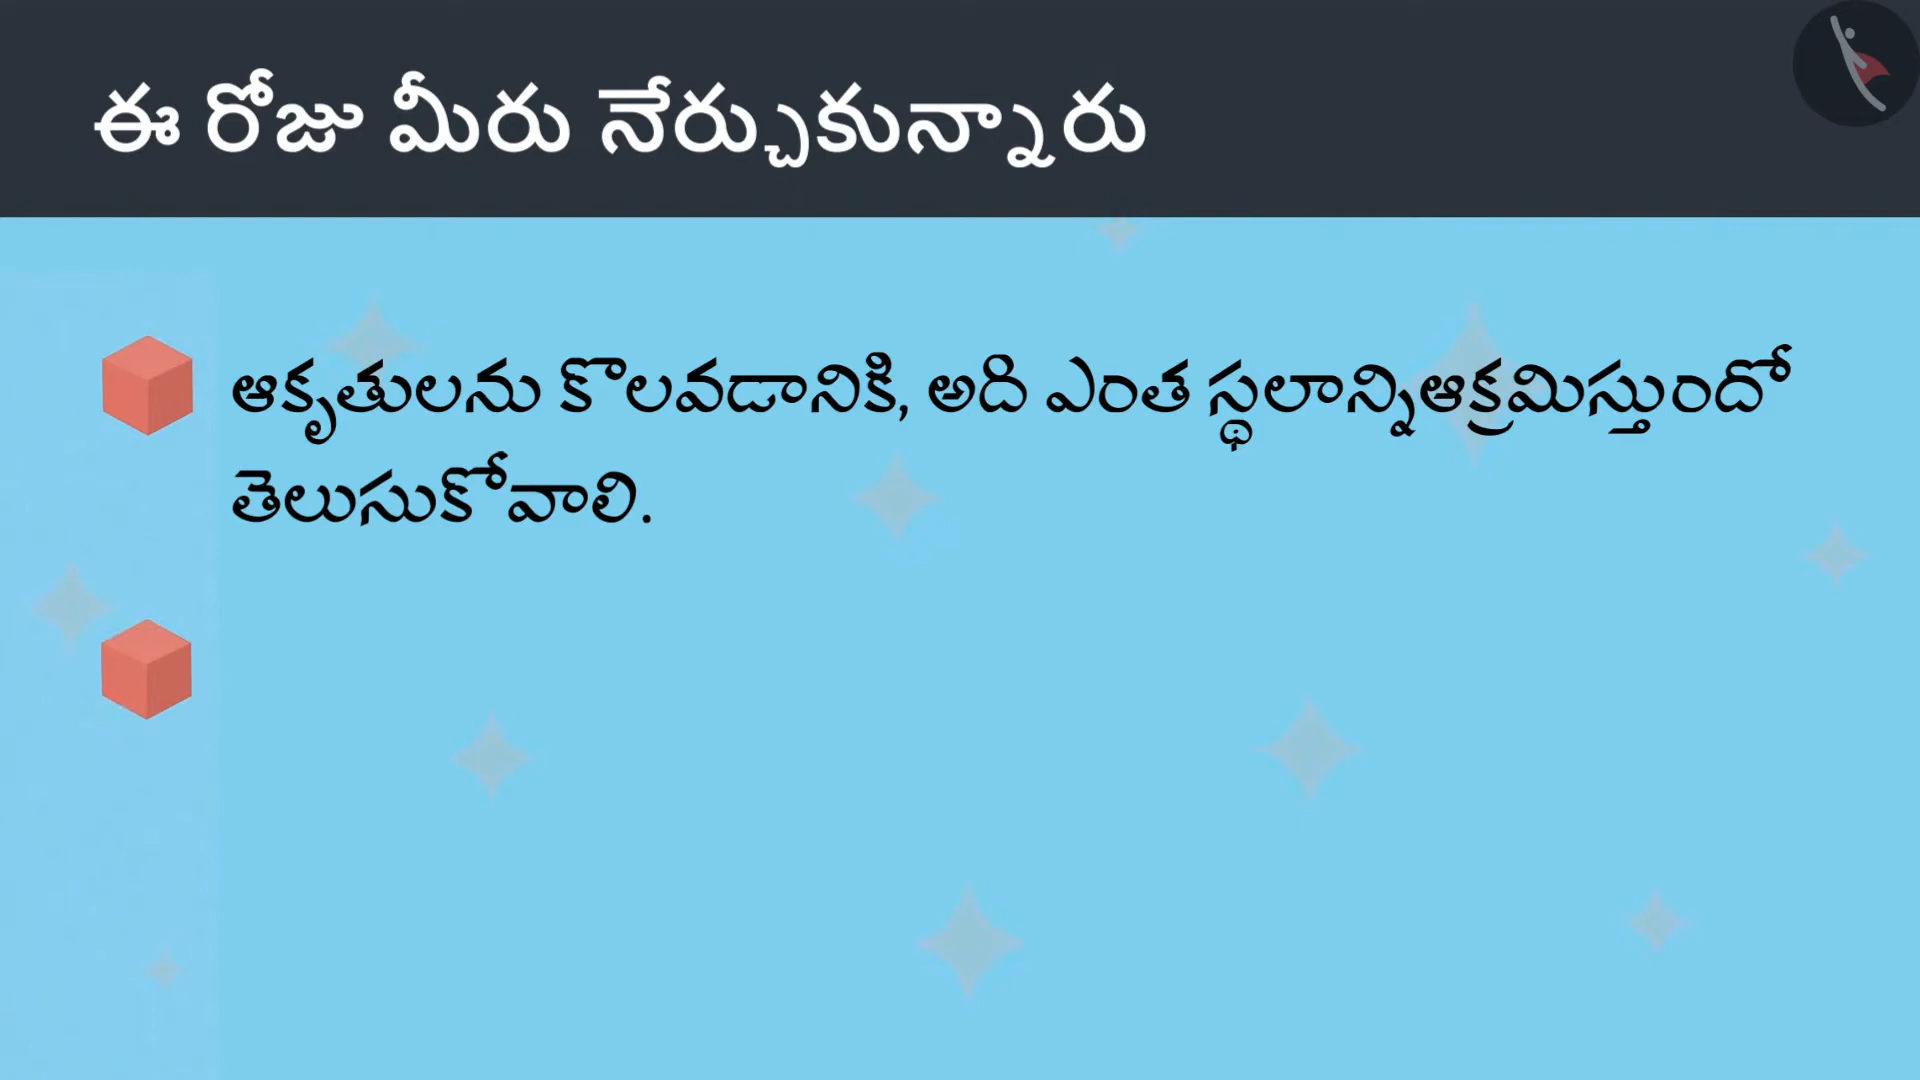 ఈ రోజు మీరు నేర్చుకున్నారు
ఆకృతులను కొలవడానికి, అది ఎంత స్థలాన్నిఆక్రమిస్తుందో
తెలుసుకోవాలి.